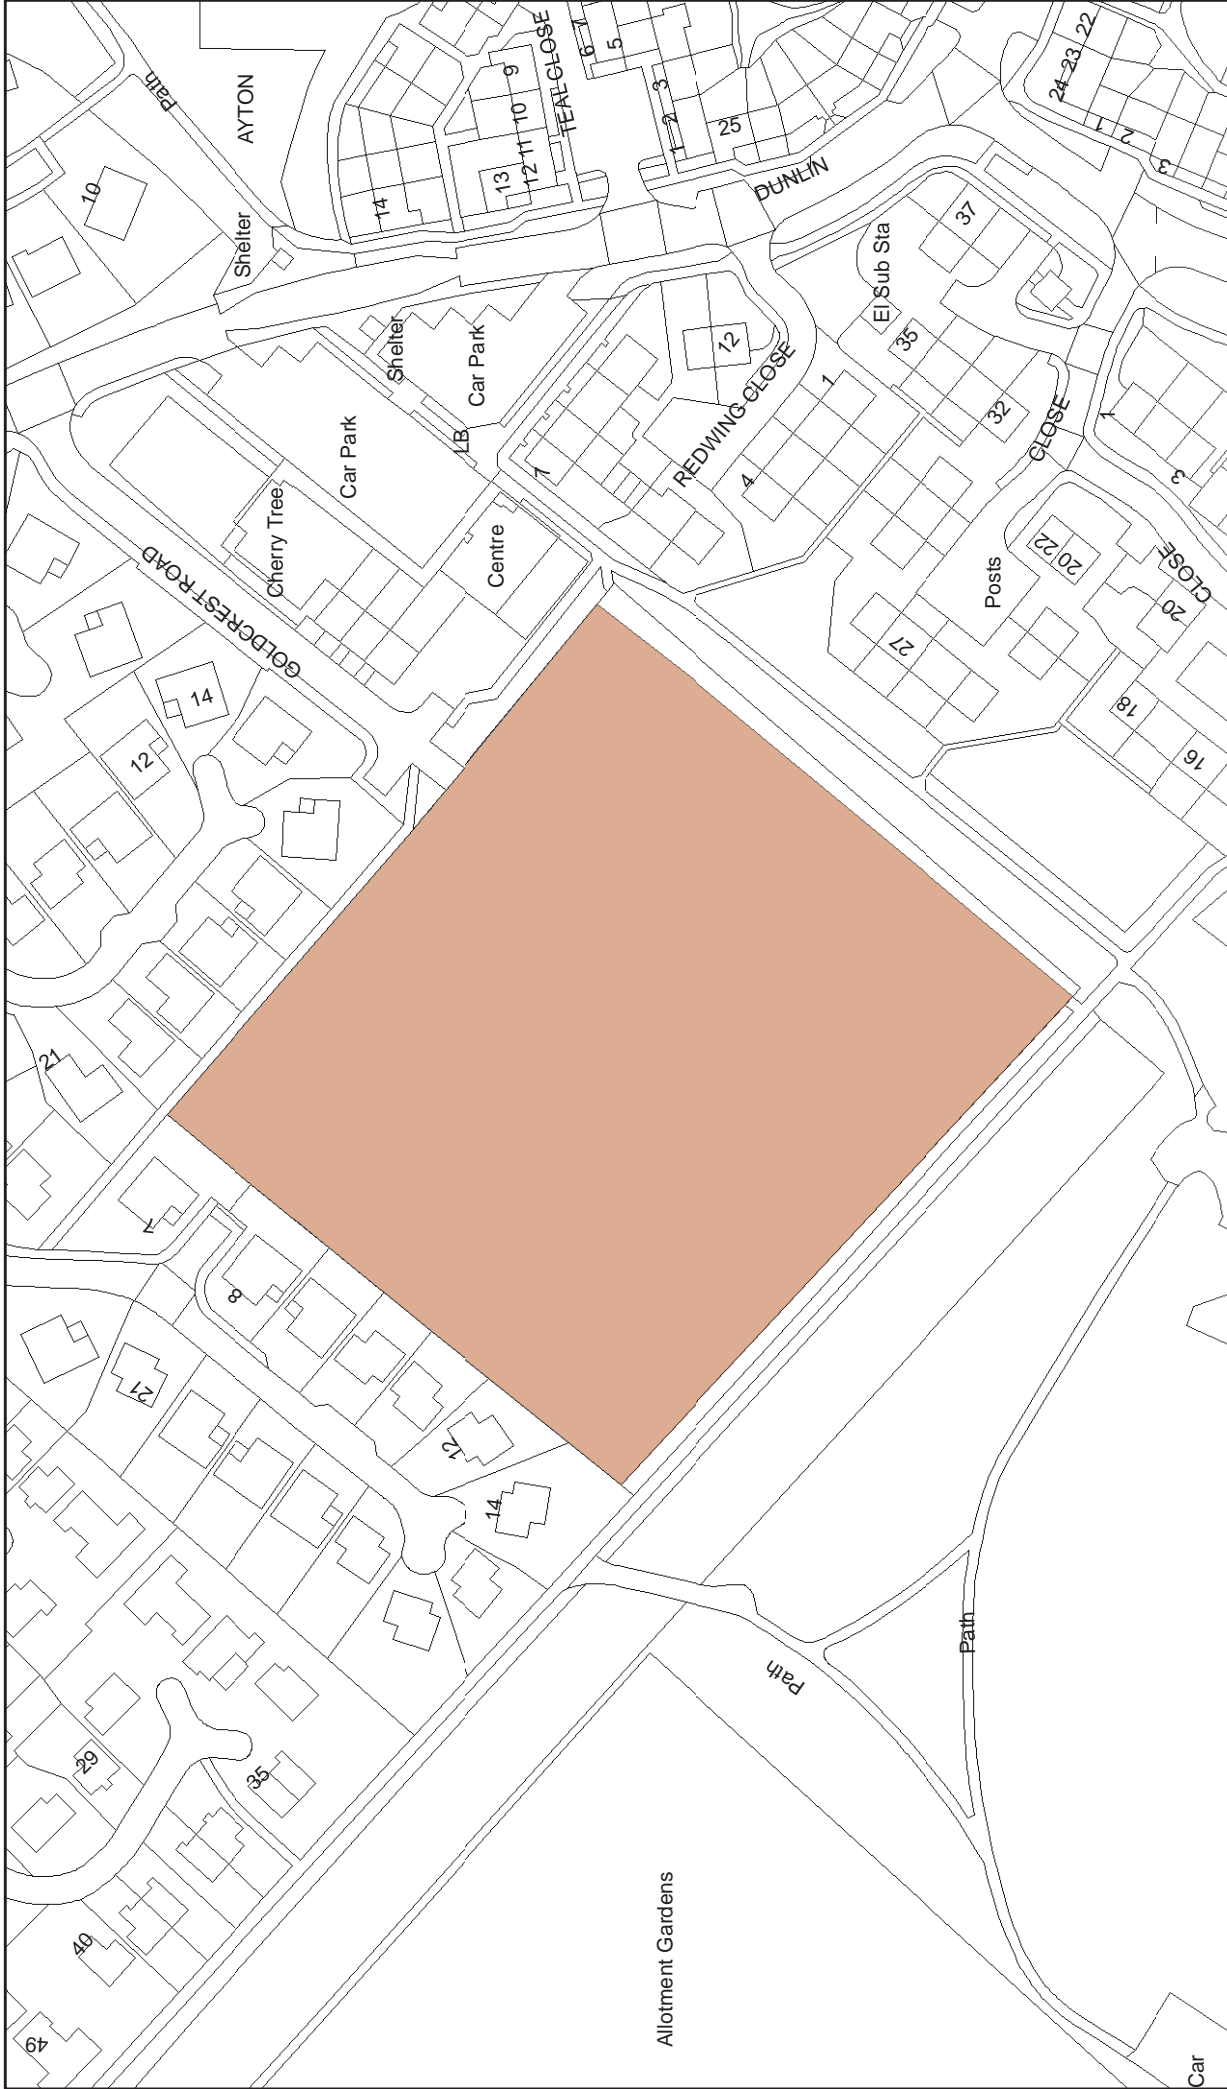 22
23
24
1
2
3
TEAL CLOSE
7
6
5
9
10
11
12
13
14
3
2
1
25
DUNLIN
Path
AYTON
10
Shelter
37
El Sub Sta
35
32
CLOSE
1
3
12
REDWING CLOSE
1
4
7
Shelter
Car Park
LB
Car Park
Cherry Tree
Centre
GOLDCREST ROAD
Posts
22
20
CLOSE
20
27
18
16
14
12
21
7
8
21
12
14
Path
Path
29
35
40
49
Allotment Gardens
Car